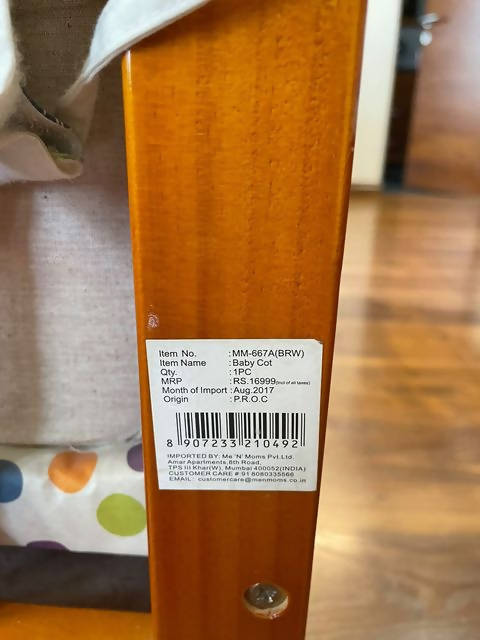 Item No. : MM-667A(BRW)
Item Name : Baby Cot
Qty. : 1PC
MRP : RS.16999(incl of all taxes)
Month of Import : Aug.2017
Origin : P.R.O.C
8 907233 210492
IMPORTED BY: Me 'N' Moms Pvt.Ltd.
Amar Apartments,8th Road,
TPS III Khar(W), Mumbai 400052(INDIA)
CUSTOMER CARE # 91 8080335566
EMAIL: customercare@menmoms.co.in